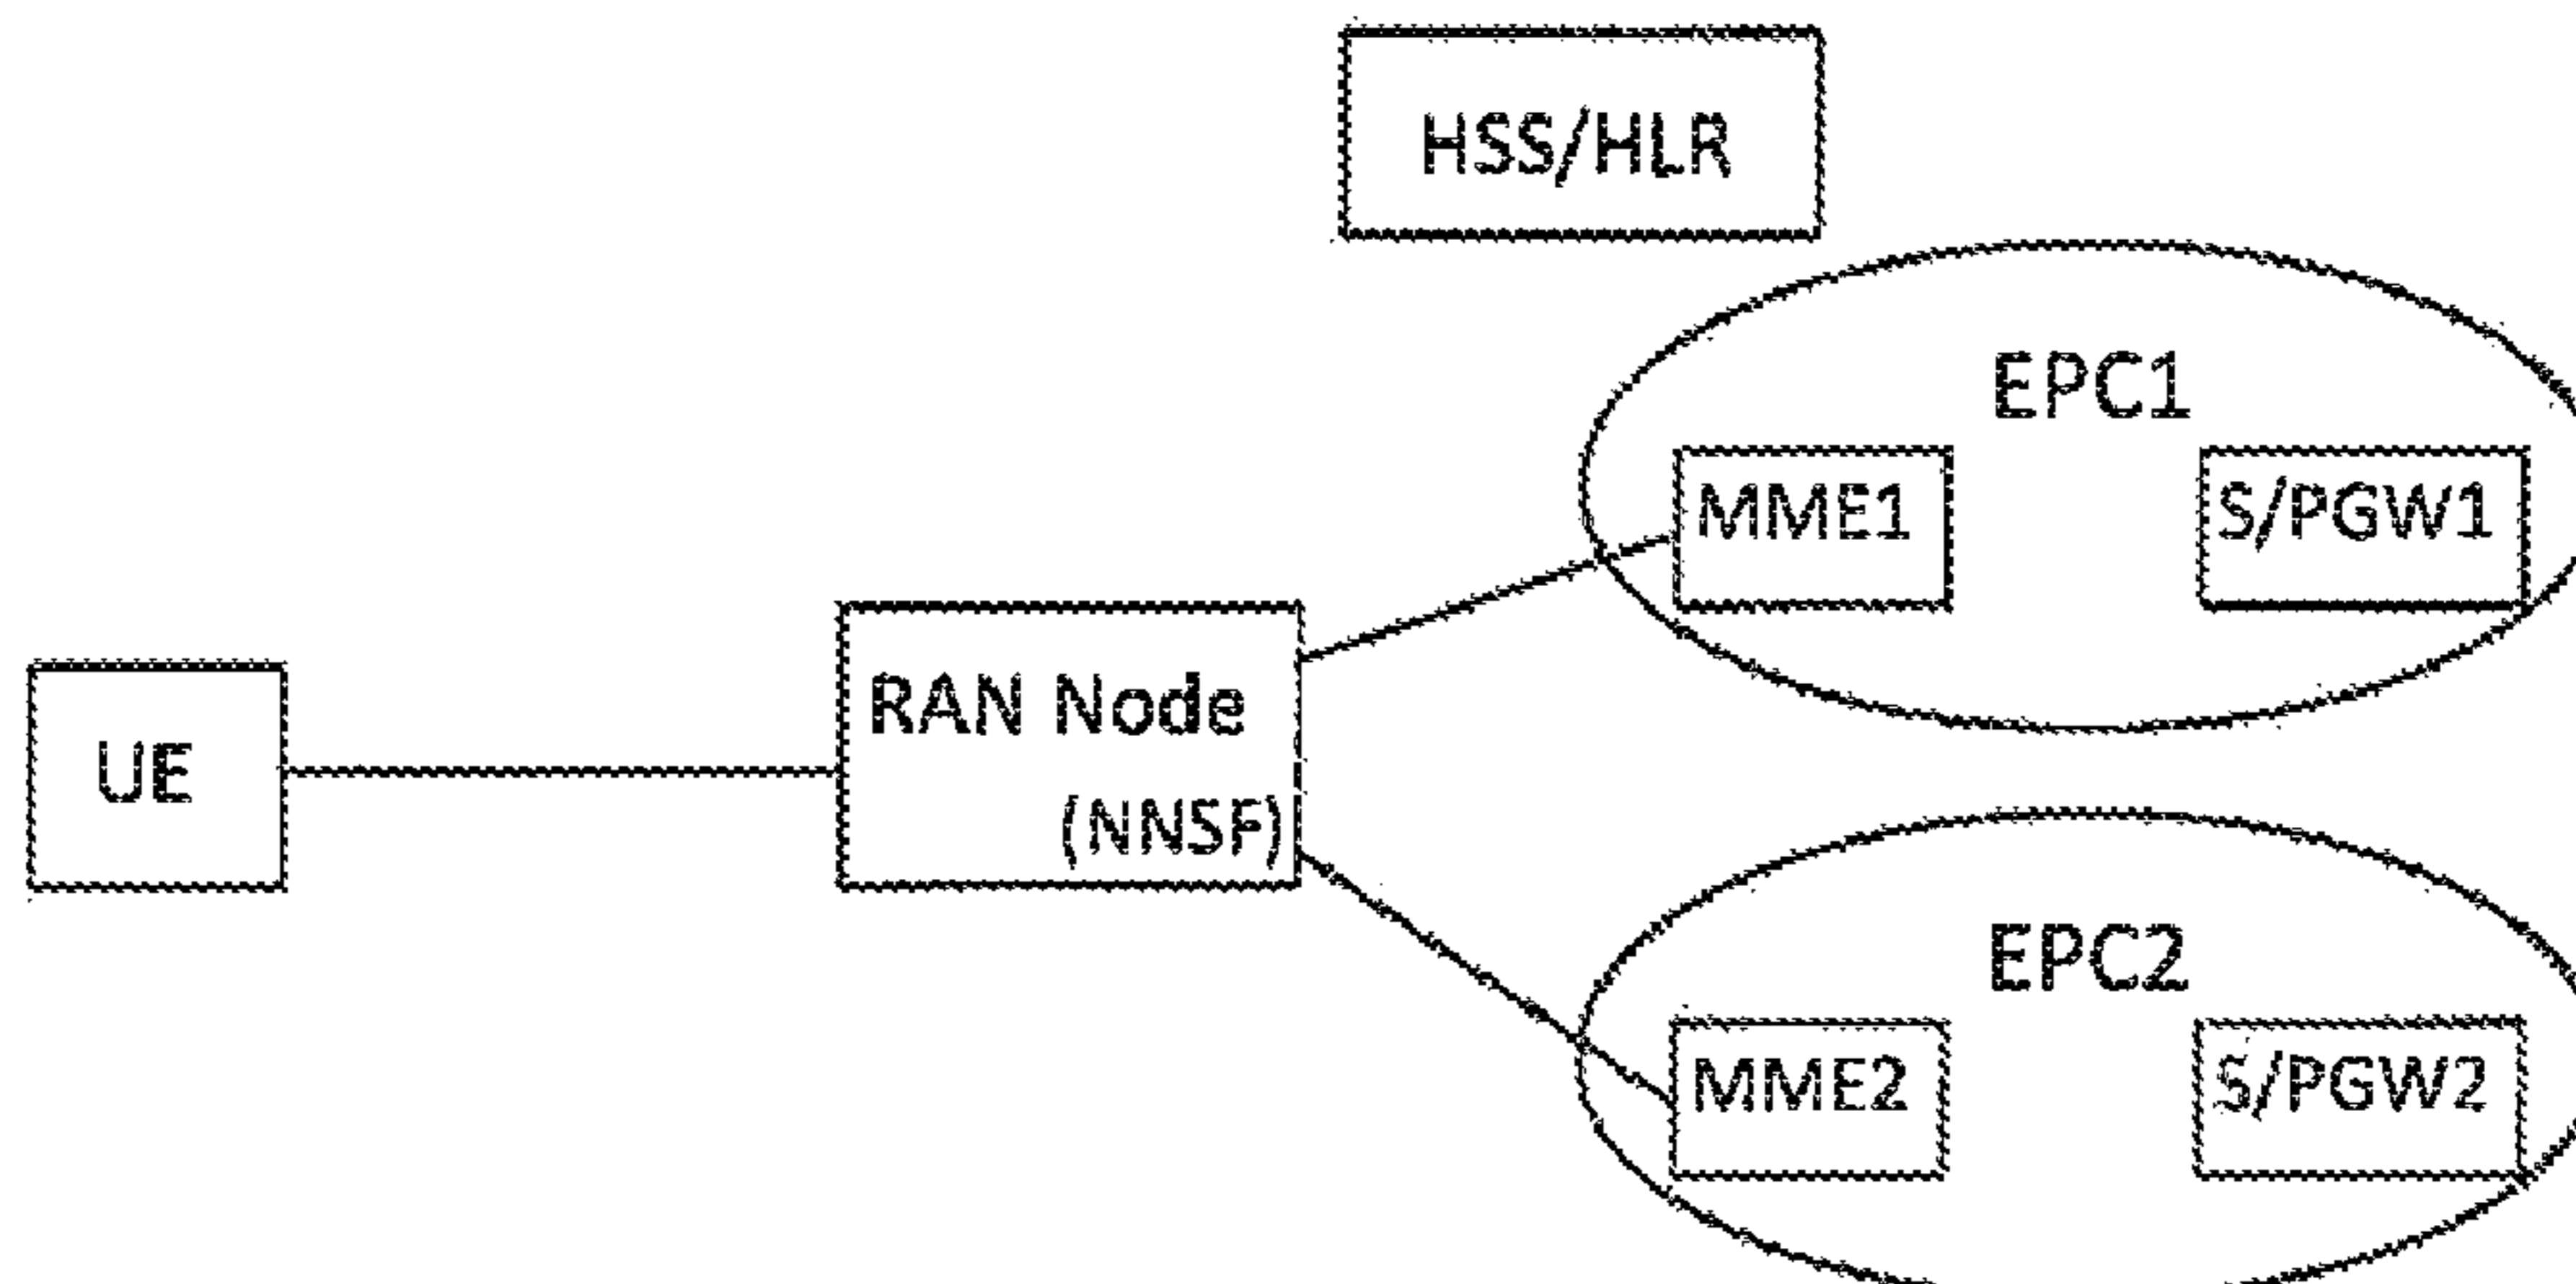 HSS/HLR
EPC1
MME1
S/PGW1
RAN Node
(NNSF)
UE
EPC2
MME2
S/PGW2